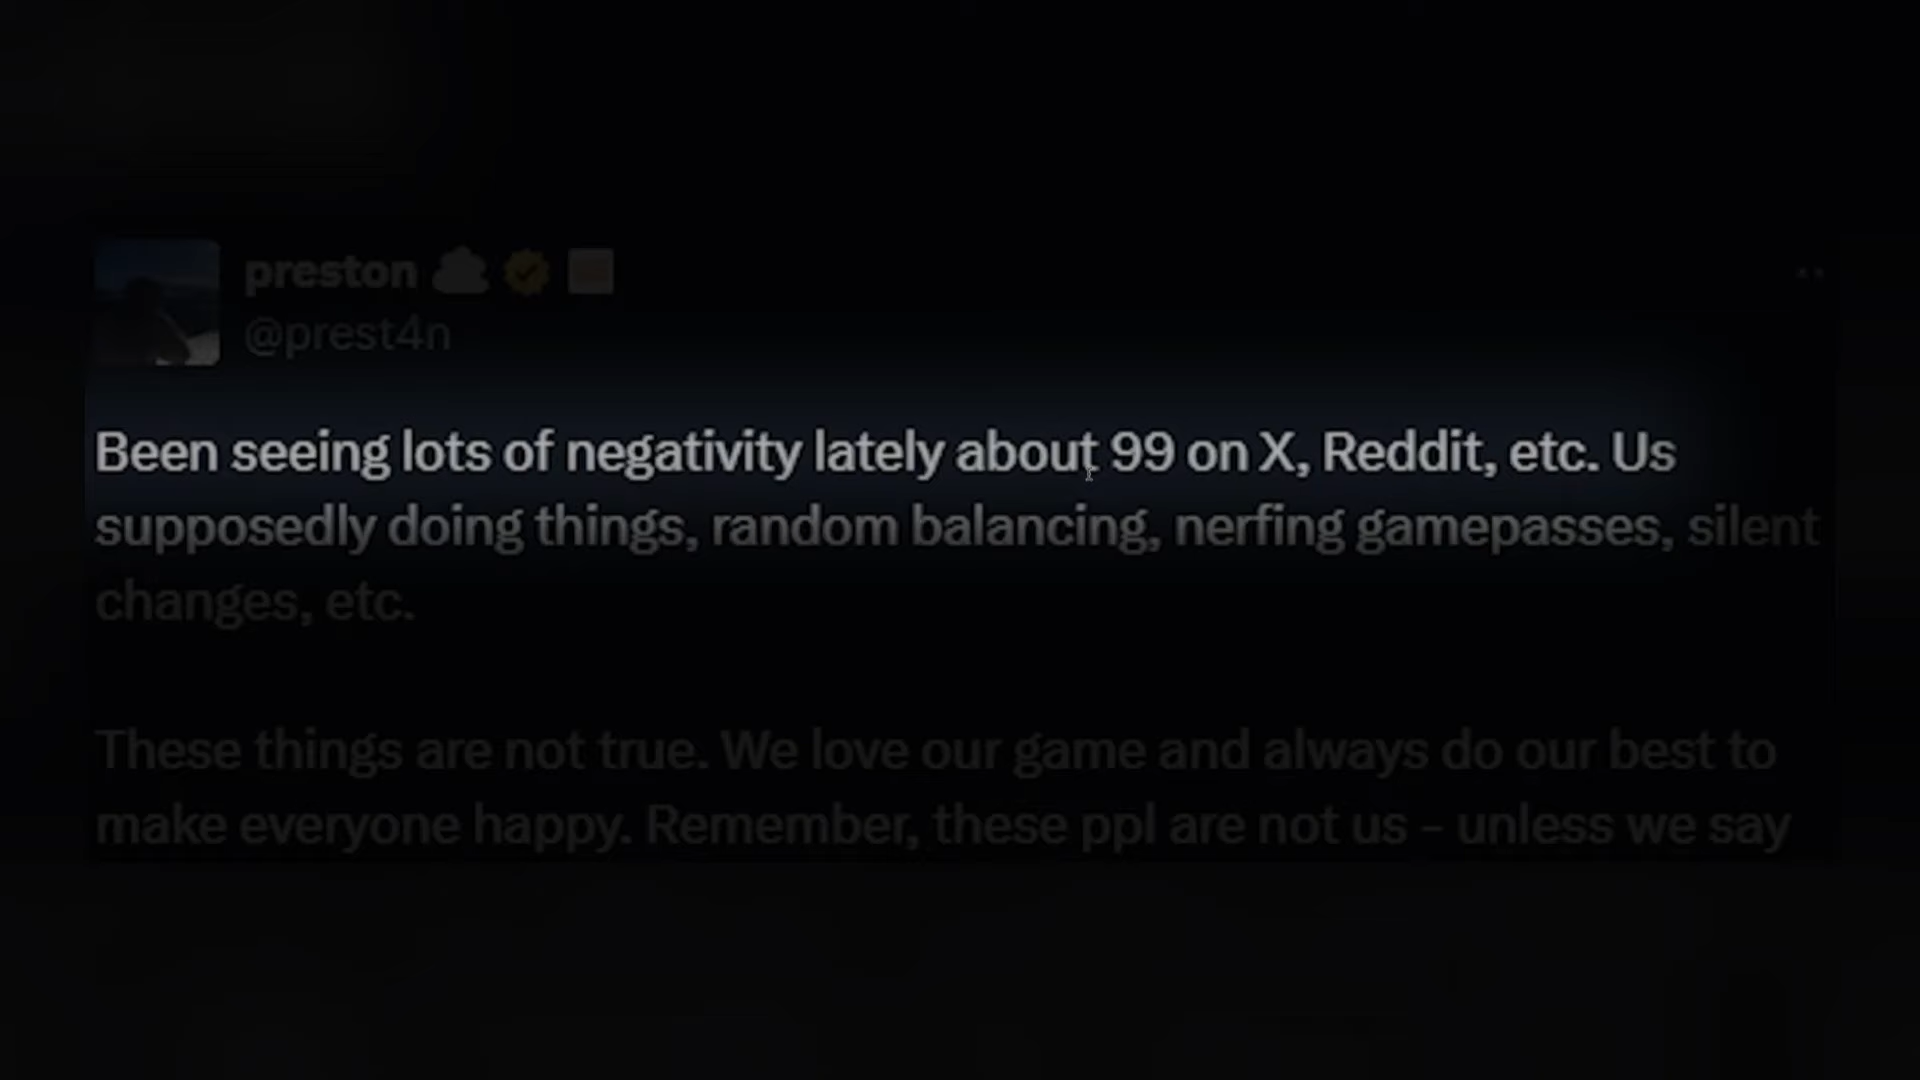 preston
@prest4n
Been seeing lots of negativity lately about 99 on X, Reddit, etc. Us
supposedly doing things, random balancing, nerfing gamepasses, silent
changes, etc.
These things are not true. We love our game and always do our best to
make everyone happy. Remember, these ppl are not us – unless we say